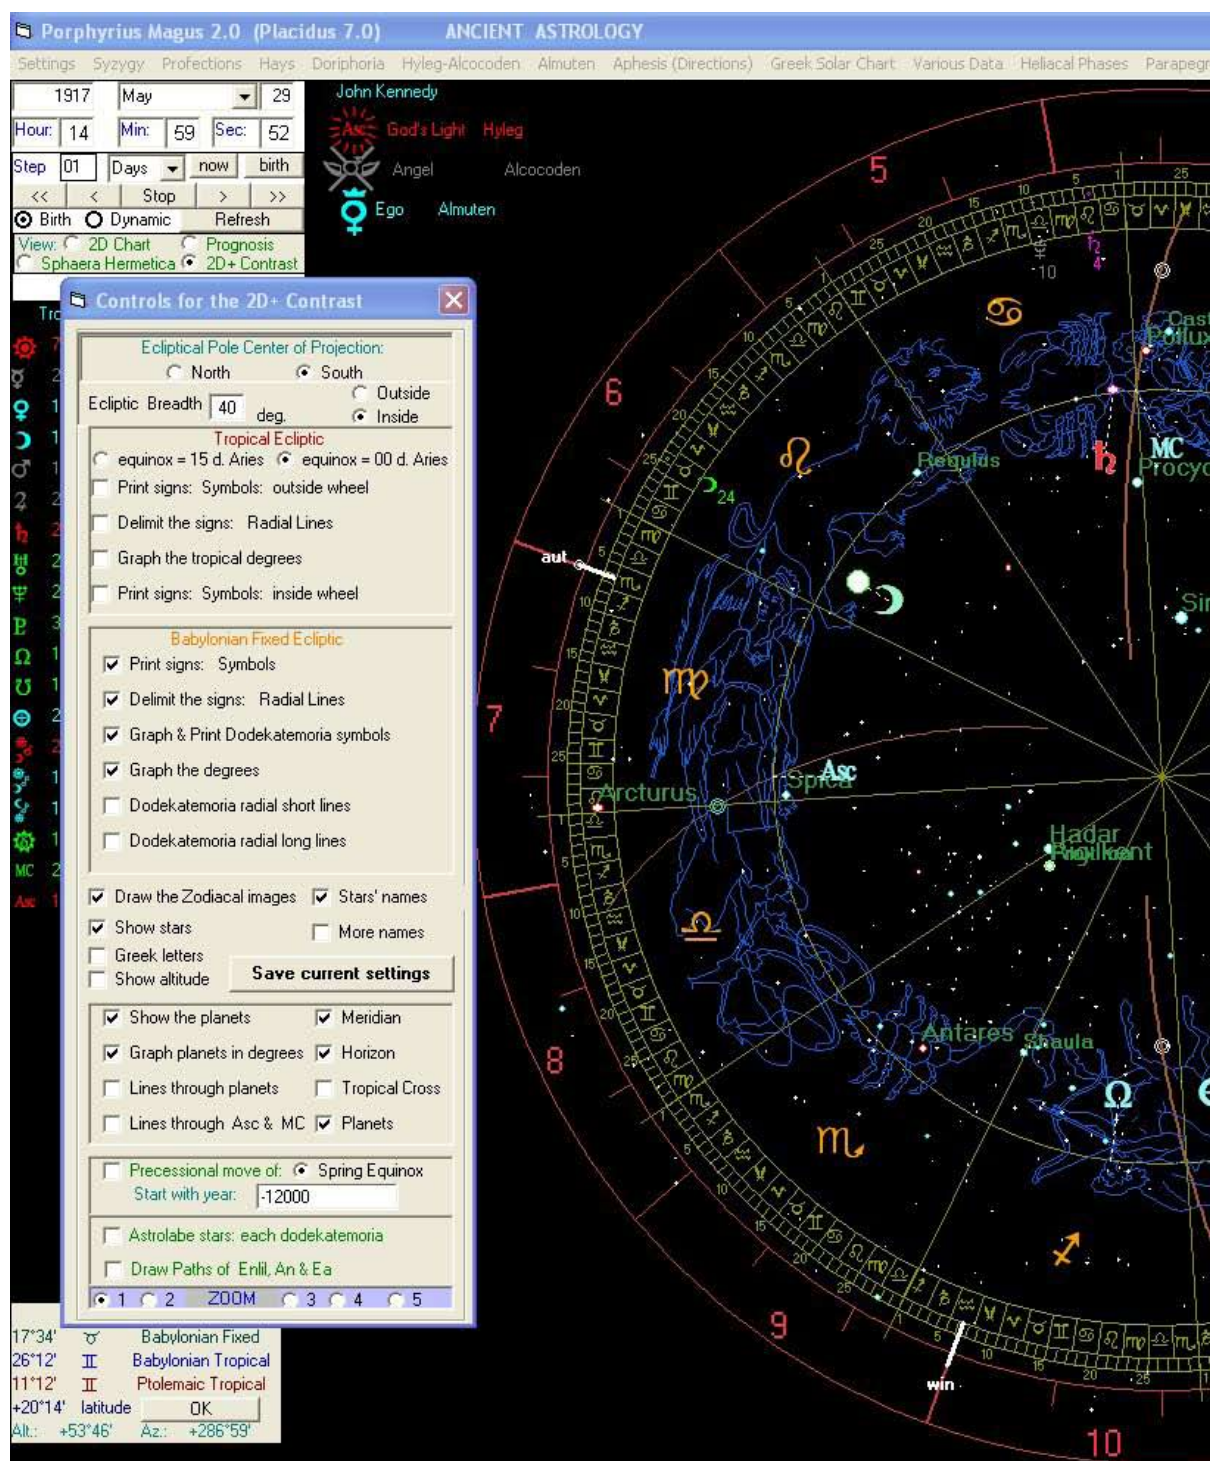 Porphyrius Magus 2.0 (Placidus 7.0) ANCIENT ASTROLOGY
Settings Syzygy Profections Hays Doriphoria Hyleg-Alcocoden Almuten Aphesis (Directions) Greek Solar Chart Various Data Heliacal Phases Parapegr
1917 May 29
Hour: 14 Min: 59 Sec: 52
Step 01 Days now birth
<< < Stop > >>
Birth Dynamic Refresh
View: 2D Chart Prognosis
Sphaera Hermetica 2D+ Contrast
John Kennedy
Asc God's Light Hyleg
Angel Alcocoden
Ego Almuten
Controls for the 2D+ Contrast
Ecliptical Pole Center of Projection:
North South
Ecliptic Breadth 40 deg. Outside
Inside
Tropical Ecliptic
equinox = 15 d. Aries equinox = 00 d. Aries
Print signs: Symbols: outside wheel
Delimit the signs: Radial Lines
Graph the tropical degrees
Print signs: Symbols: inside wheel
Babylonian Fixed Ecliptic
Print signs: Symbols
Delimit the signs: Radial Lines
Graph & Print Dodekatemoria symbols
Graph the degrees
Dodekatemoria radial short lines
Dodekatemoria radial long lines
Draw the Zodiacal images Stars' names
Show stars More names
Greek letters
Show altitude Save current settings
Show the planets Meridian
Graph planets in degrees Horizon
Lines through planets Tropical Cross
Lines through Asc & MC Planets
Precessional move of: Spring Equinox
Start with year: -12000
Astrolabe stars: each dodekatemoria
Draw Paths of Enlil, An & Ea
1 2 ZOOM 3 4 5
17°34' ♉ Babylonian Fixed
26°12' ♊ Babylonian Tropical
11°12' ♊ Ptolemaic Tropical
+20°14' latitude OK
Alt.: +53°46' Az.: +286°59'
MC
Asc
5
6
7
8
9
10
aut
win
24
Cast
Pollux
MC
Procyo
Regulus
Sir
Asc
Arcturus
Spica
Hadar
Antares
Shaula